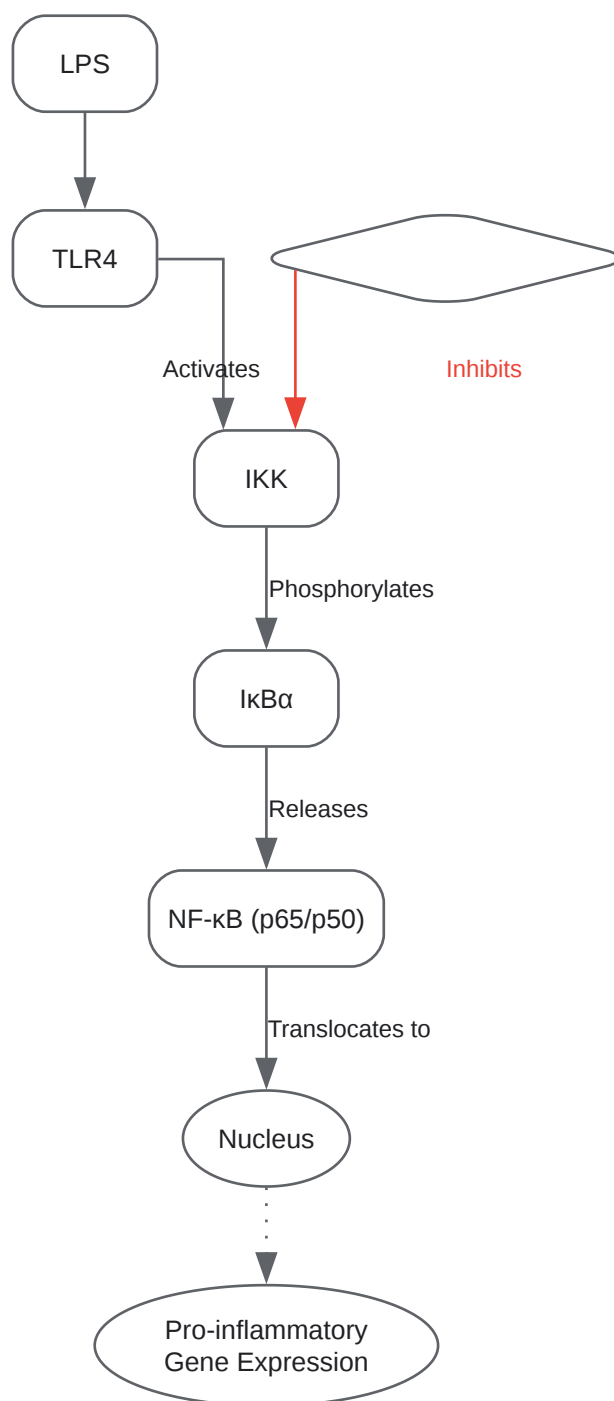 LPS
TLR4
Activates
Inhibits
IKK
Phosphorylates
IκBα
Releases
NF-κB (p65/p50)
Translocates to
Nucleus
Pro-inflammatory
Gene Expression